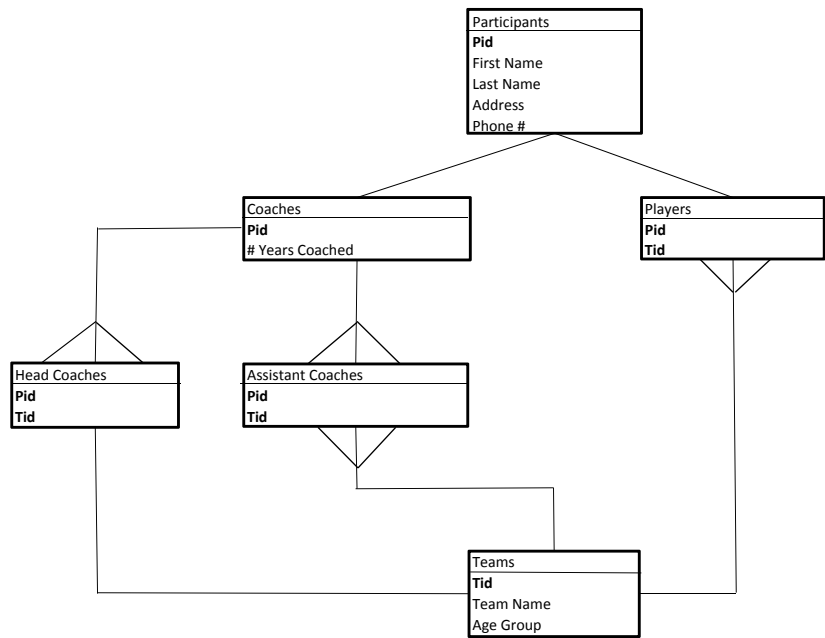 Participants
Pid
First Name
Last Name
Address
Phone #
Coaches
Pid
# Years Coached
Players
Pid
Tid
Head Coaches
Pid
Tid
Assistant Coaches
Pid
Tid
Teams
Tid
Team Name
Age Group